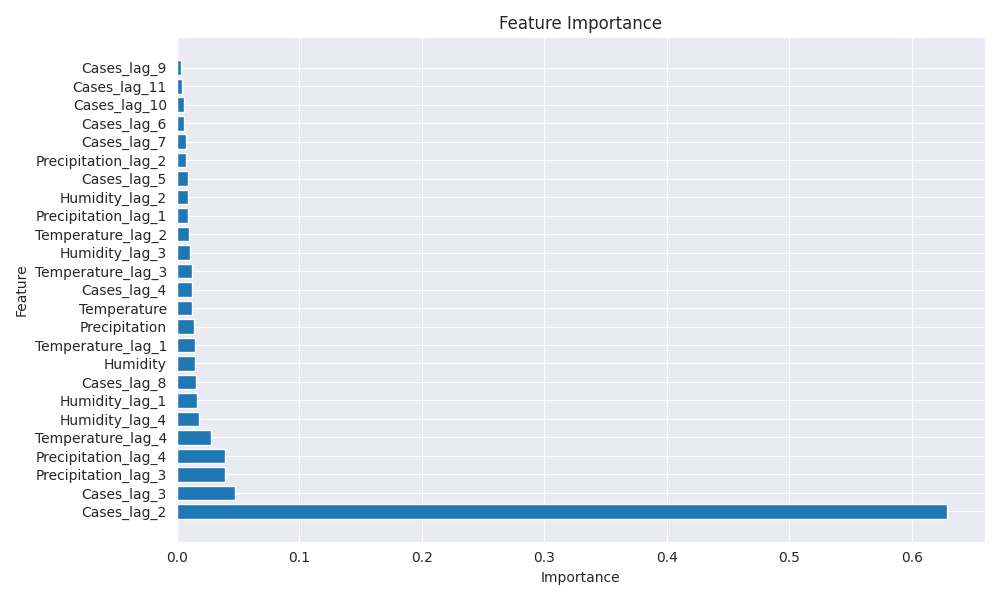 Feature Importance
Cases_lag_9
Cases_lag_11
Cases_lag_10
Cases_lag_6
Cases_lag_7
Precipitation_lag_2
Cases_lag_5
Humidity_lag_2
Precipitation_lag_1
Temperature_lag_2
Humidity_lag_3
Temperature_lag_3
Cases_lag_4
Temperature
Precipitation
Temperature_lag_1
Humidity
Cases_lag_8
Humidity_lag_1
Humidity_lag_4
Temperature_lag_4
Precipitation_lag_4
Precipitation_lag_3
Cases_lag_3
Cases_lag_2
Feature
0.0 0.1 0.2 0.3 0.4 0.5 0.6
Importance